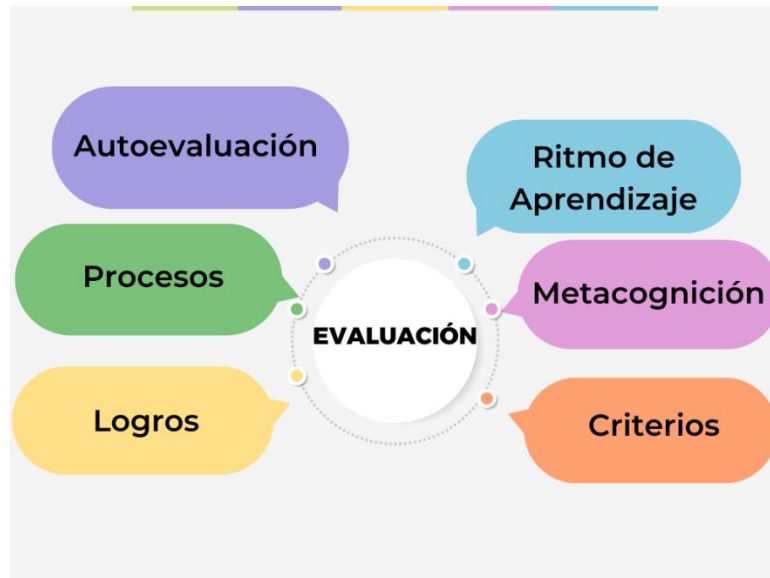 Autoevaluación
Ritmo de
Aprendizaje
Procesos
Metacognición
EVALUACIÓN
Logros
Criterios